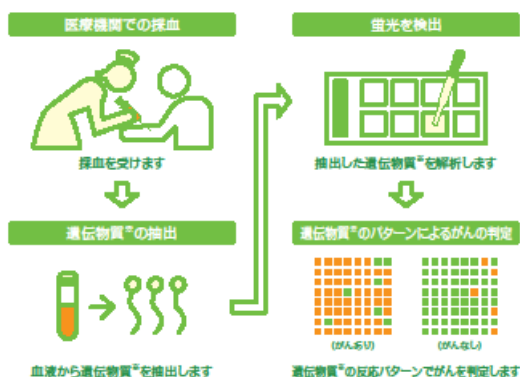 医療機関での採血
採血を受けます
遺伝物質※の抽出
血液から遺伝物質※を抽出します
蛍光を検出
抽出した遺伝物質※を解析します
遺伝物質※のパターンによるがんの判定
(がんあり)
(がんなし)
遺伝物質※の反応パターンでがんを判定します